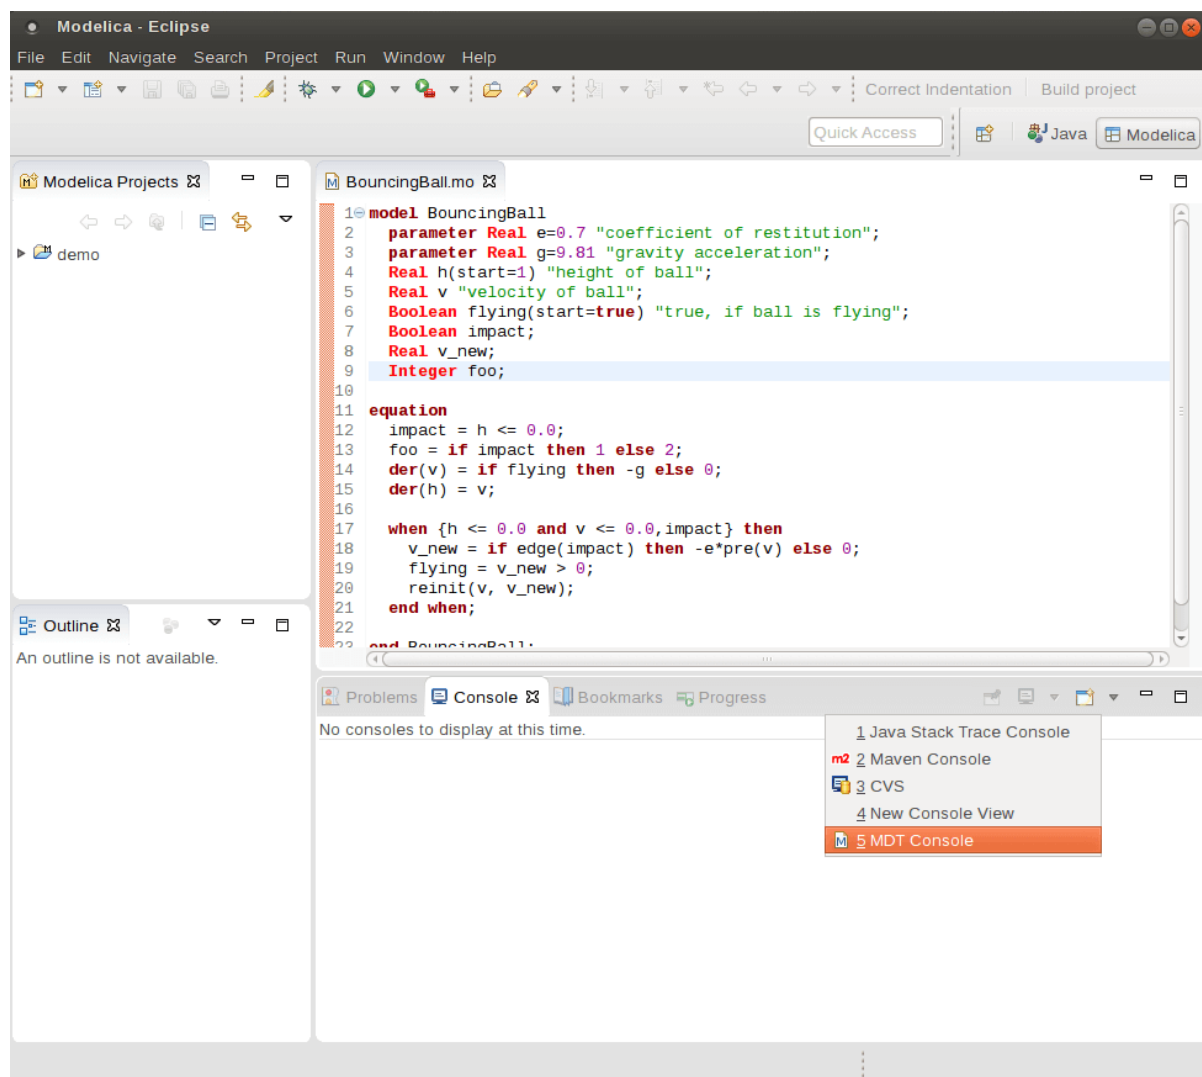 Modelica - Eclipse
File Edit Navigate Search Project Run Window Help
Correct Indentation Build project
Quick Access Java Modelica
Modelica Projects
demo
BouncingBall.mo
1 model BouncingBall
2 parameter Real e=0.7 "coefficient of restitution";
3 parameter Real g=9.81 "gravity acceleration";
4 Real h(start=1) "height of ball";
5 Real v "velocity of ball";
6 Boolean flying(start=true) "true, if ball is flying";
7 Boolean impact;
8 Real v_new;
9 Integer foo;
10
11 equation
12 impact = h <= 0.0;
13 foo = if impact then 1 else 2;
14 der(v) = if flying then -g else 0;
15 der(h) = v;
16
17 when {h <= 0.0 and v <= 0.0,impact} then
18 v_new = if edge(impact) then -e*pre(v) else 0;
19 flying = v_new > 0;
20 reinit(v, v_new);
21 end when;
22
23 end BouncingBall;
Outline
An outline is not available.
Problems Console Bookmarks Progress
No consoles to display at this time.
1 Java Stack Trace Console
m2 2 Maven Console
3 CVS
4 New Console View
M 5 MDT Console